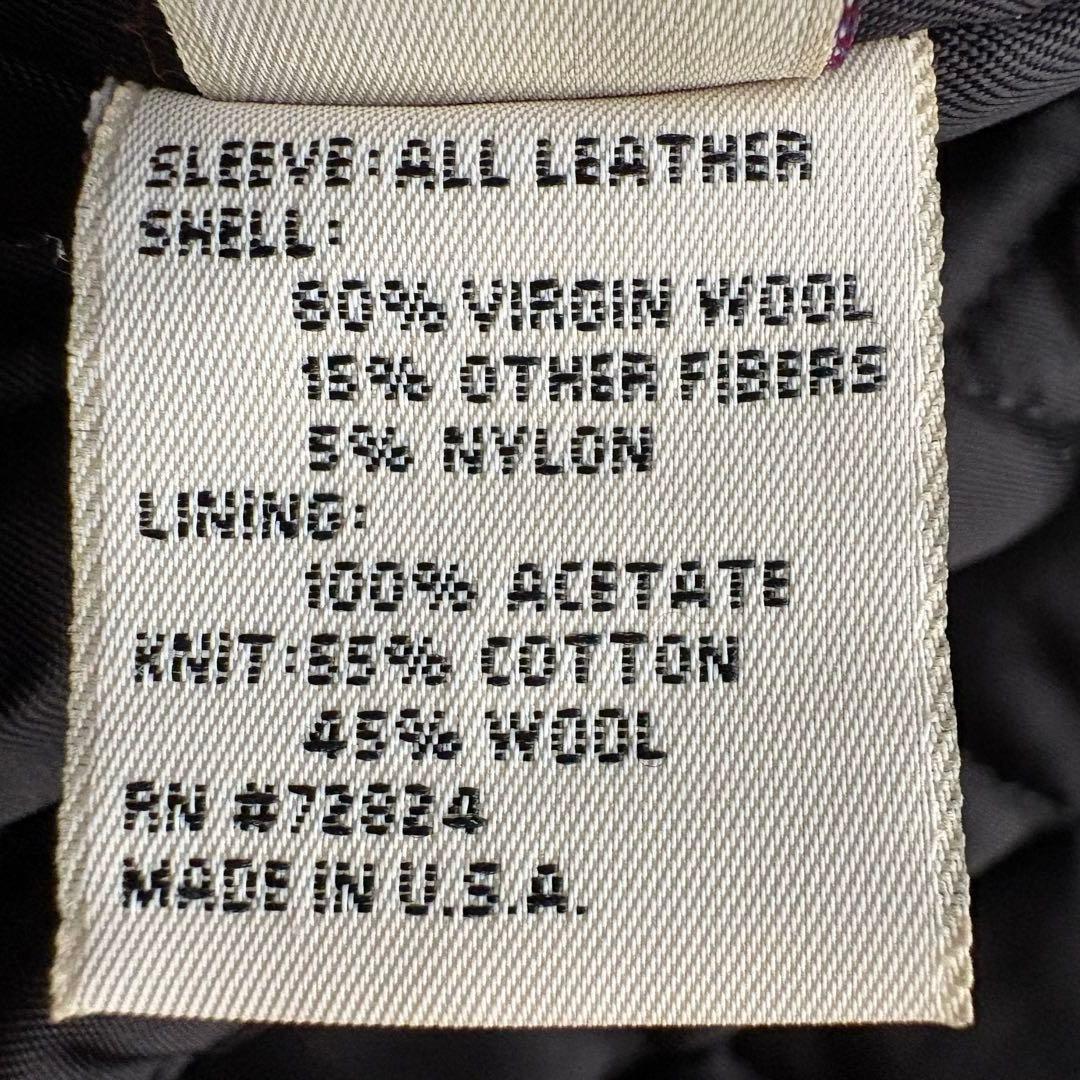 SLEEVE: ALL LEATHER
SHELL:
80% VIRGIN WOOL
15% OTHER FIBERS
5% NYLON
LINING:
100% ACETATE
KNIT: 55% COTTON
45% WOOL
RN #72824
MADE IN U.S.A.